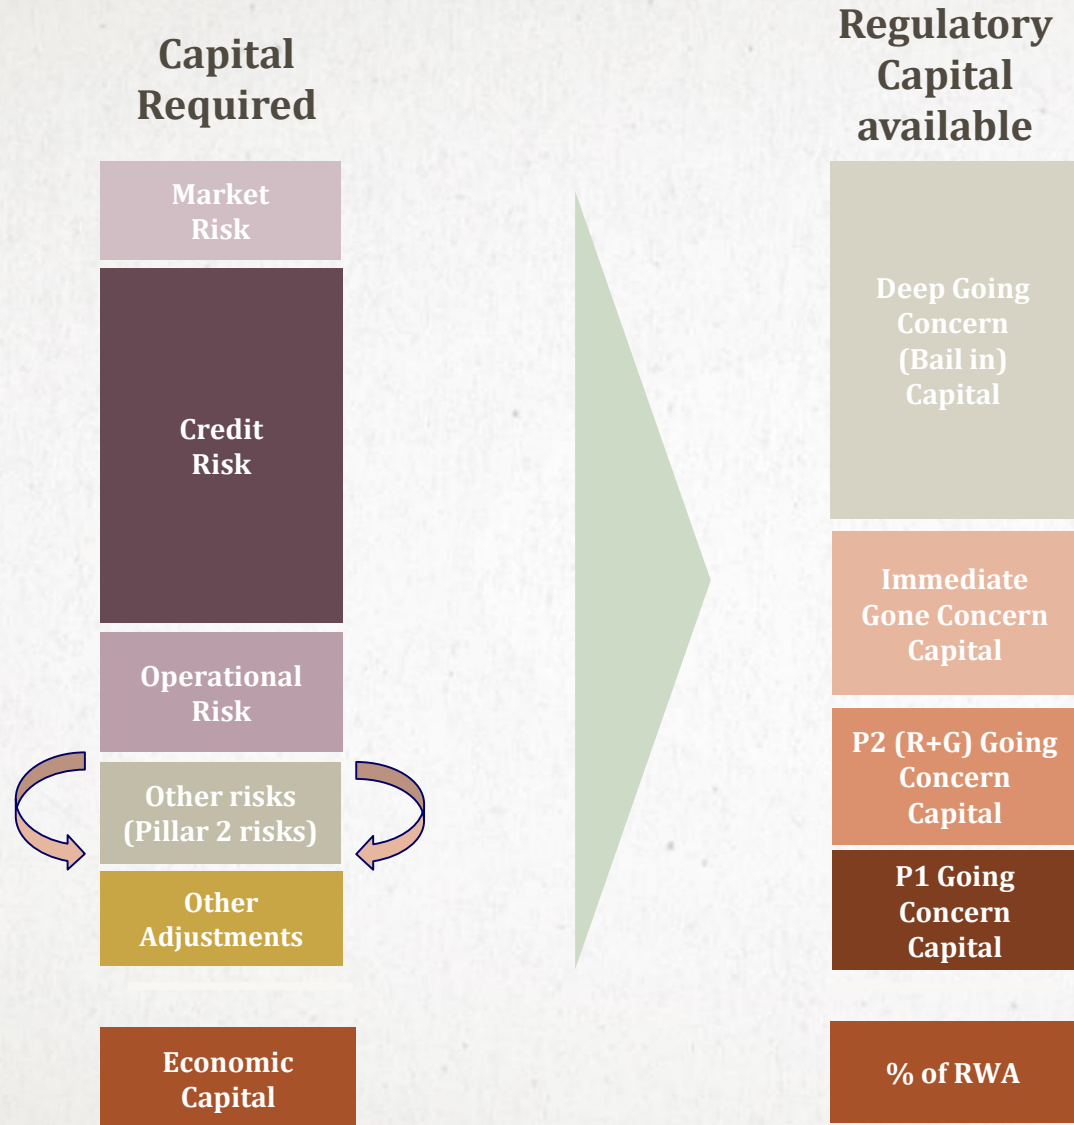 Capital
Required
Market
Risk
Credit
Risk
Operational
Risk
Other risks
(Pillar 2 risks)
Other
Adjustments
Economic
Capital
Regulatory
Capital
available
Deep Going
Concern
(Bail in)
Capital
Immediate
Gone Concern
Capital
P2 (R+G) Going
Concern
Capital
P1 Going
Concern
Capital
% of RWA